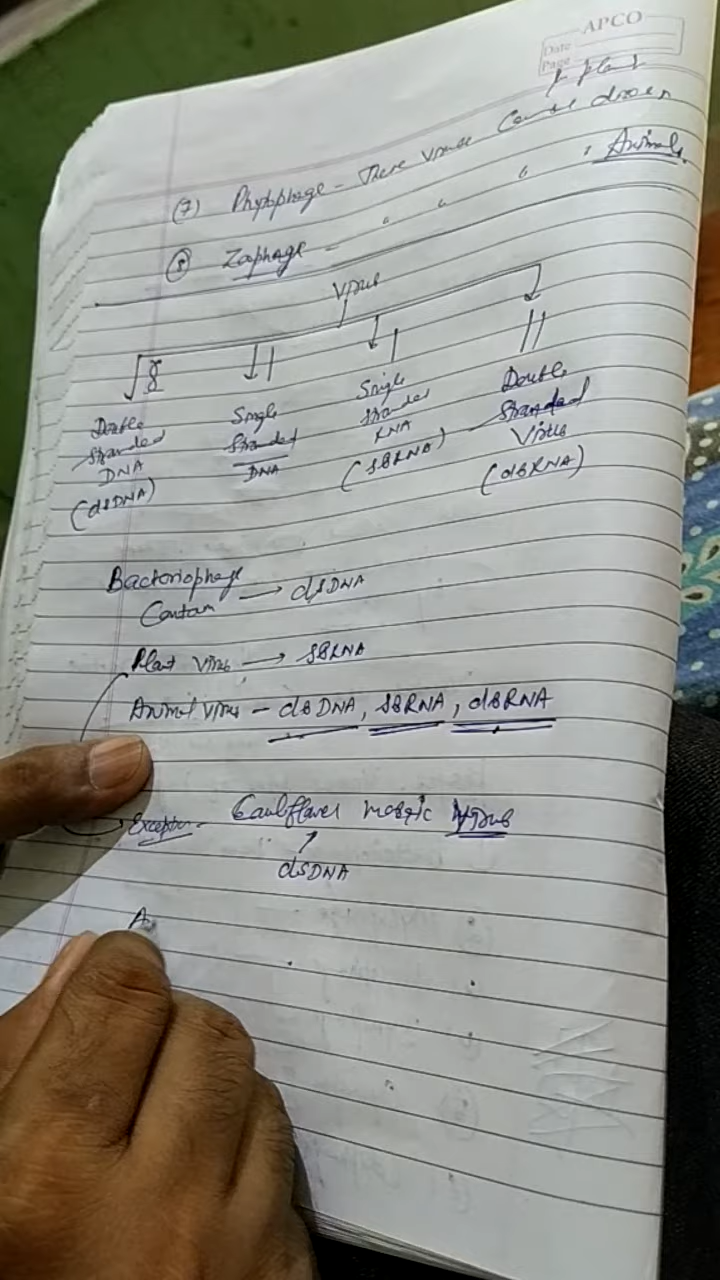 APCO
Date
Page
in plant
(7) Phytophage - These virus cause diseases
(8) Zoophage - " " " " Animals.
Virus
Double Stranded DNA (dsDNA)
Single Stranded DNA
Single Stranded RNA (SSRNA)
Double Stranded Virus (dsRNA)
Bacteriophage
Contain → dsDNA
Plant Virus → SSRNA
Animal virus - dsDNA, SSRNA, dsRNA
Exception - Cauliflower mosaic virus
dsDNA
A